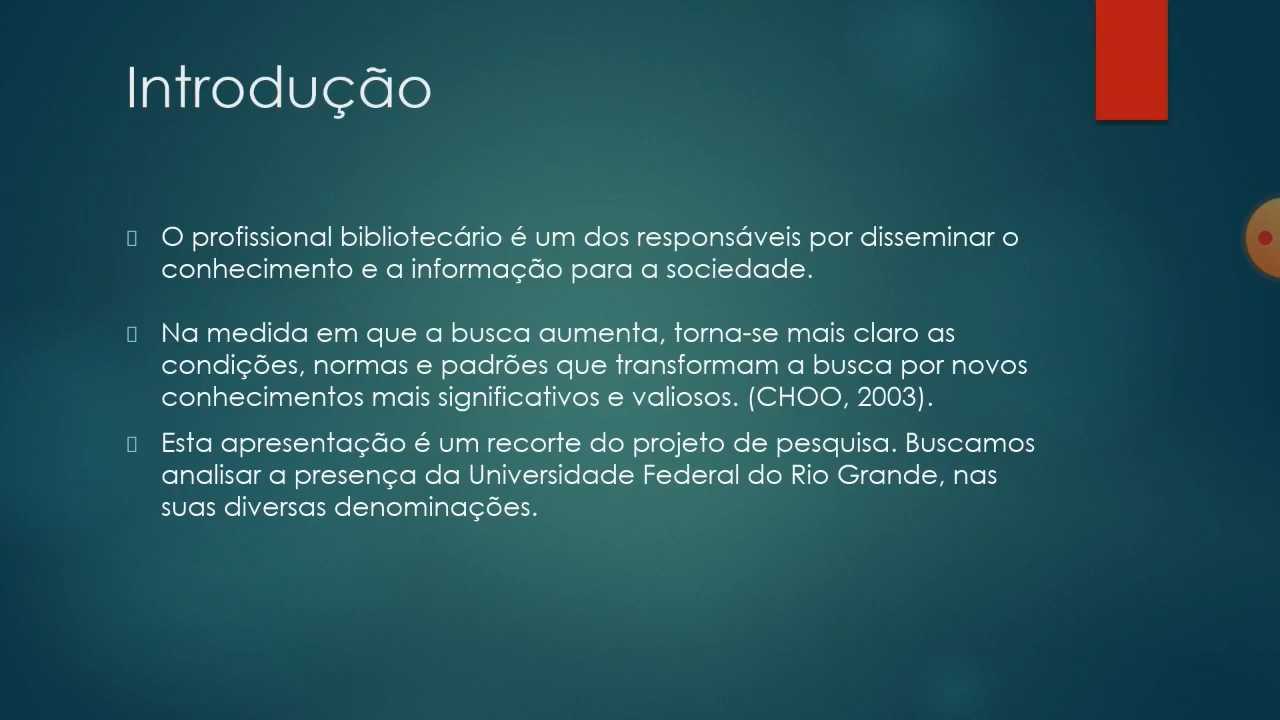 Introdução
O profissional bibliotecário é um dos responsáveis por disseminar o
conhecimento e a informação para a sociedade.
Na medida em que a busca aumenta, torna-se mais claro as
condições, normas e padrões que transformam a busca por novos
conhecimentos mais significativos e valiosos. (CHOO, 2003).
Esta apresentação é um recorte do projeto de pesquisa. Buscamos
analisar a presença da Universidade Federal do Rio Grande, nas
suas diversas denominações.